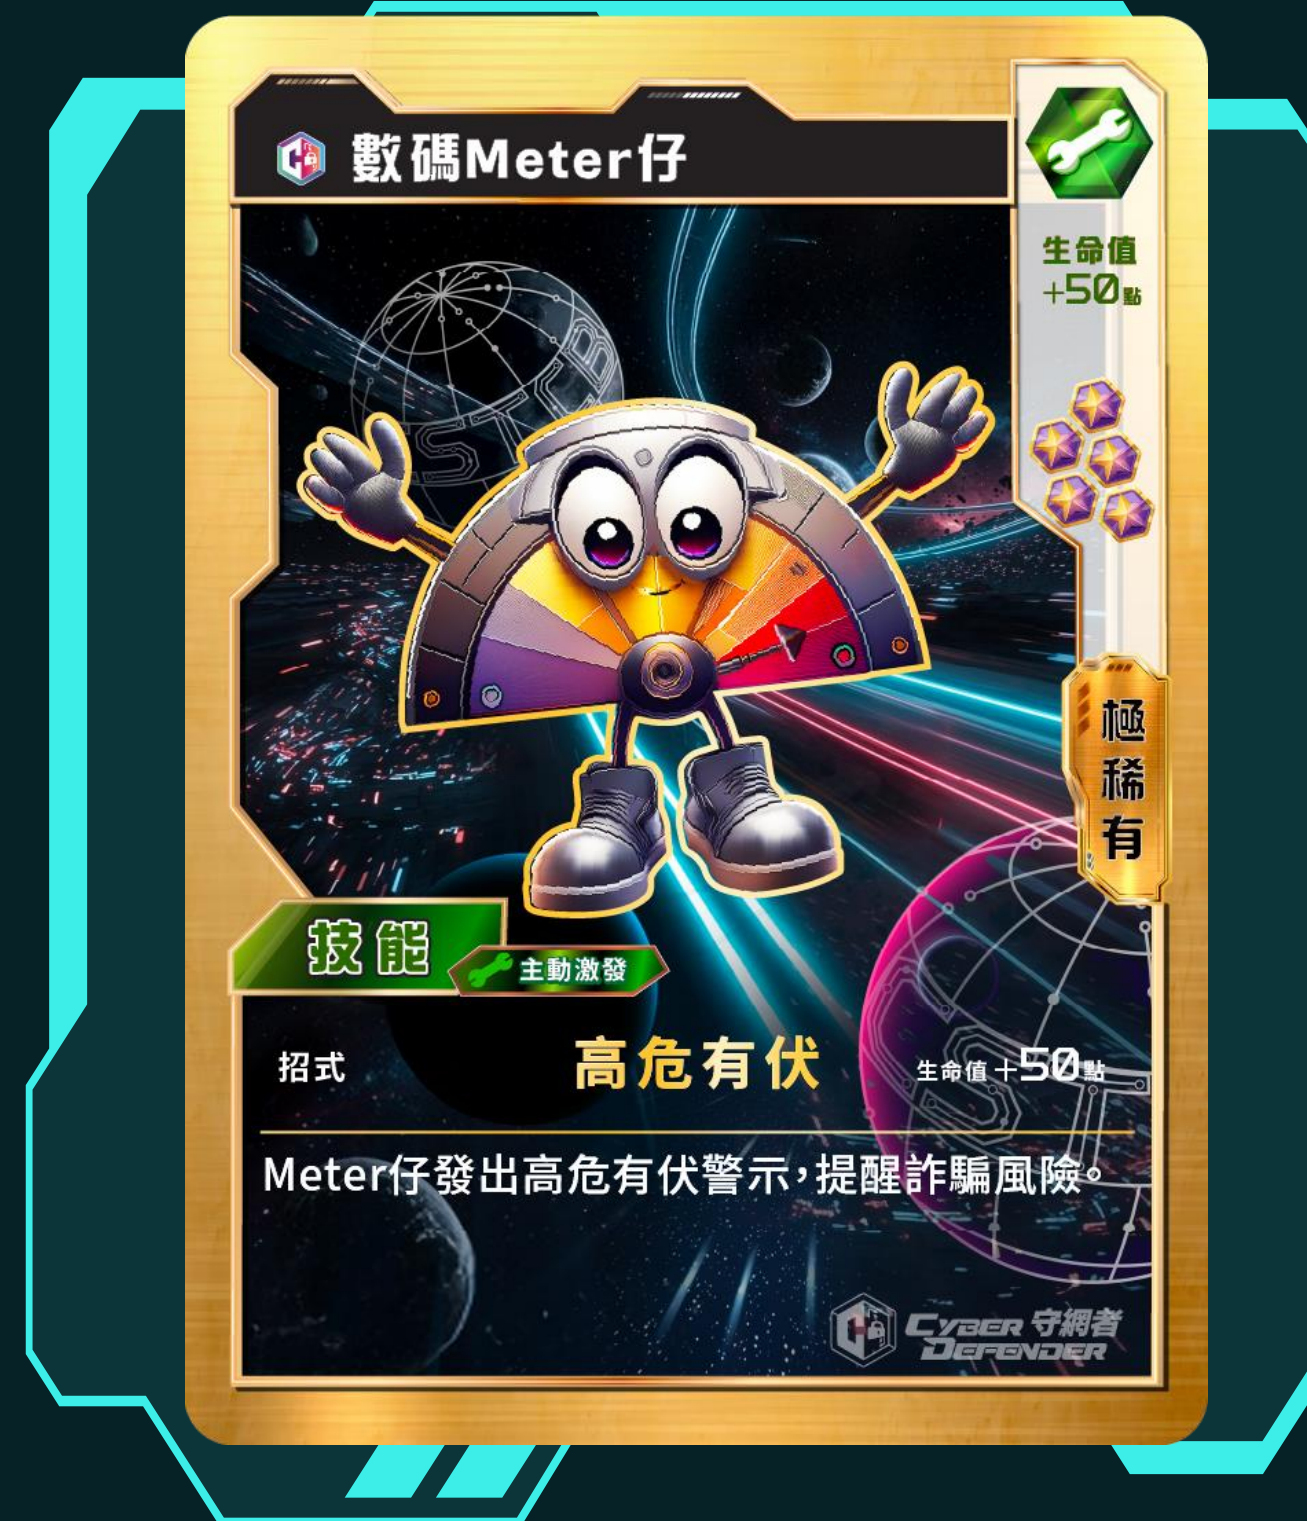 數碼Meter仔
生命值
+50點
極稀有
技能
主動激發
招式
高危有伏
生命值+50點
Meter仔發出高危有伏警示，提醒詐騙風險。
CYBER 守網者
DEFENDER